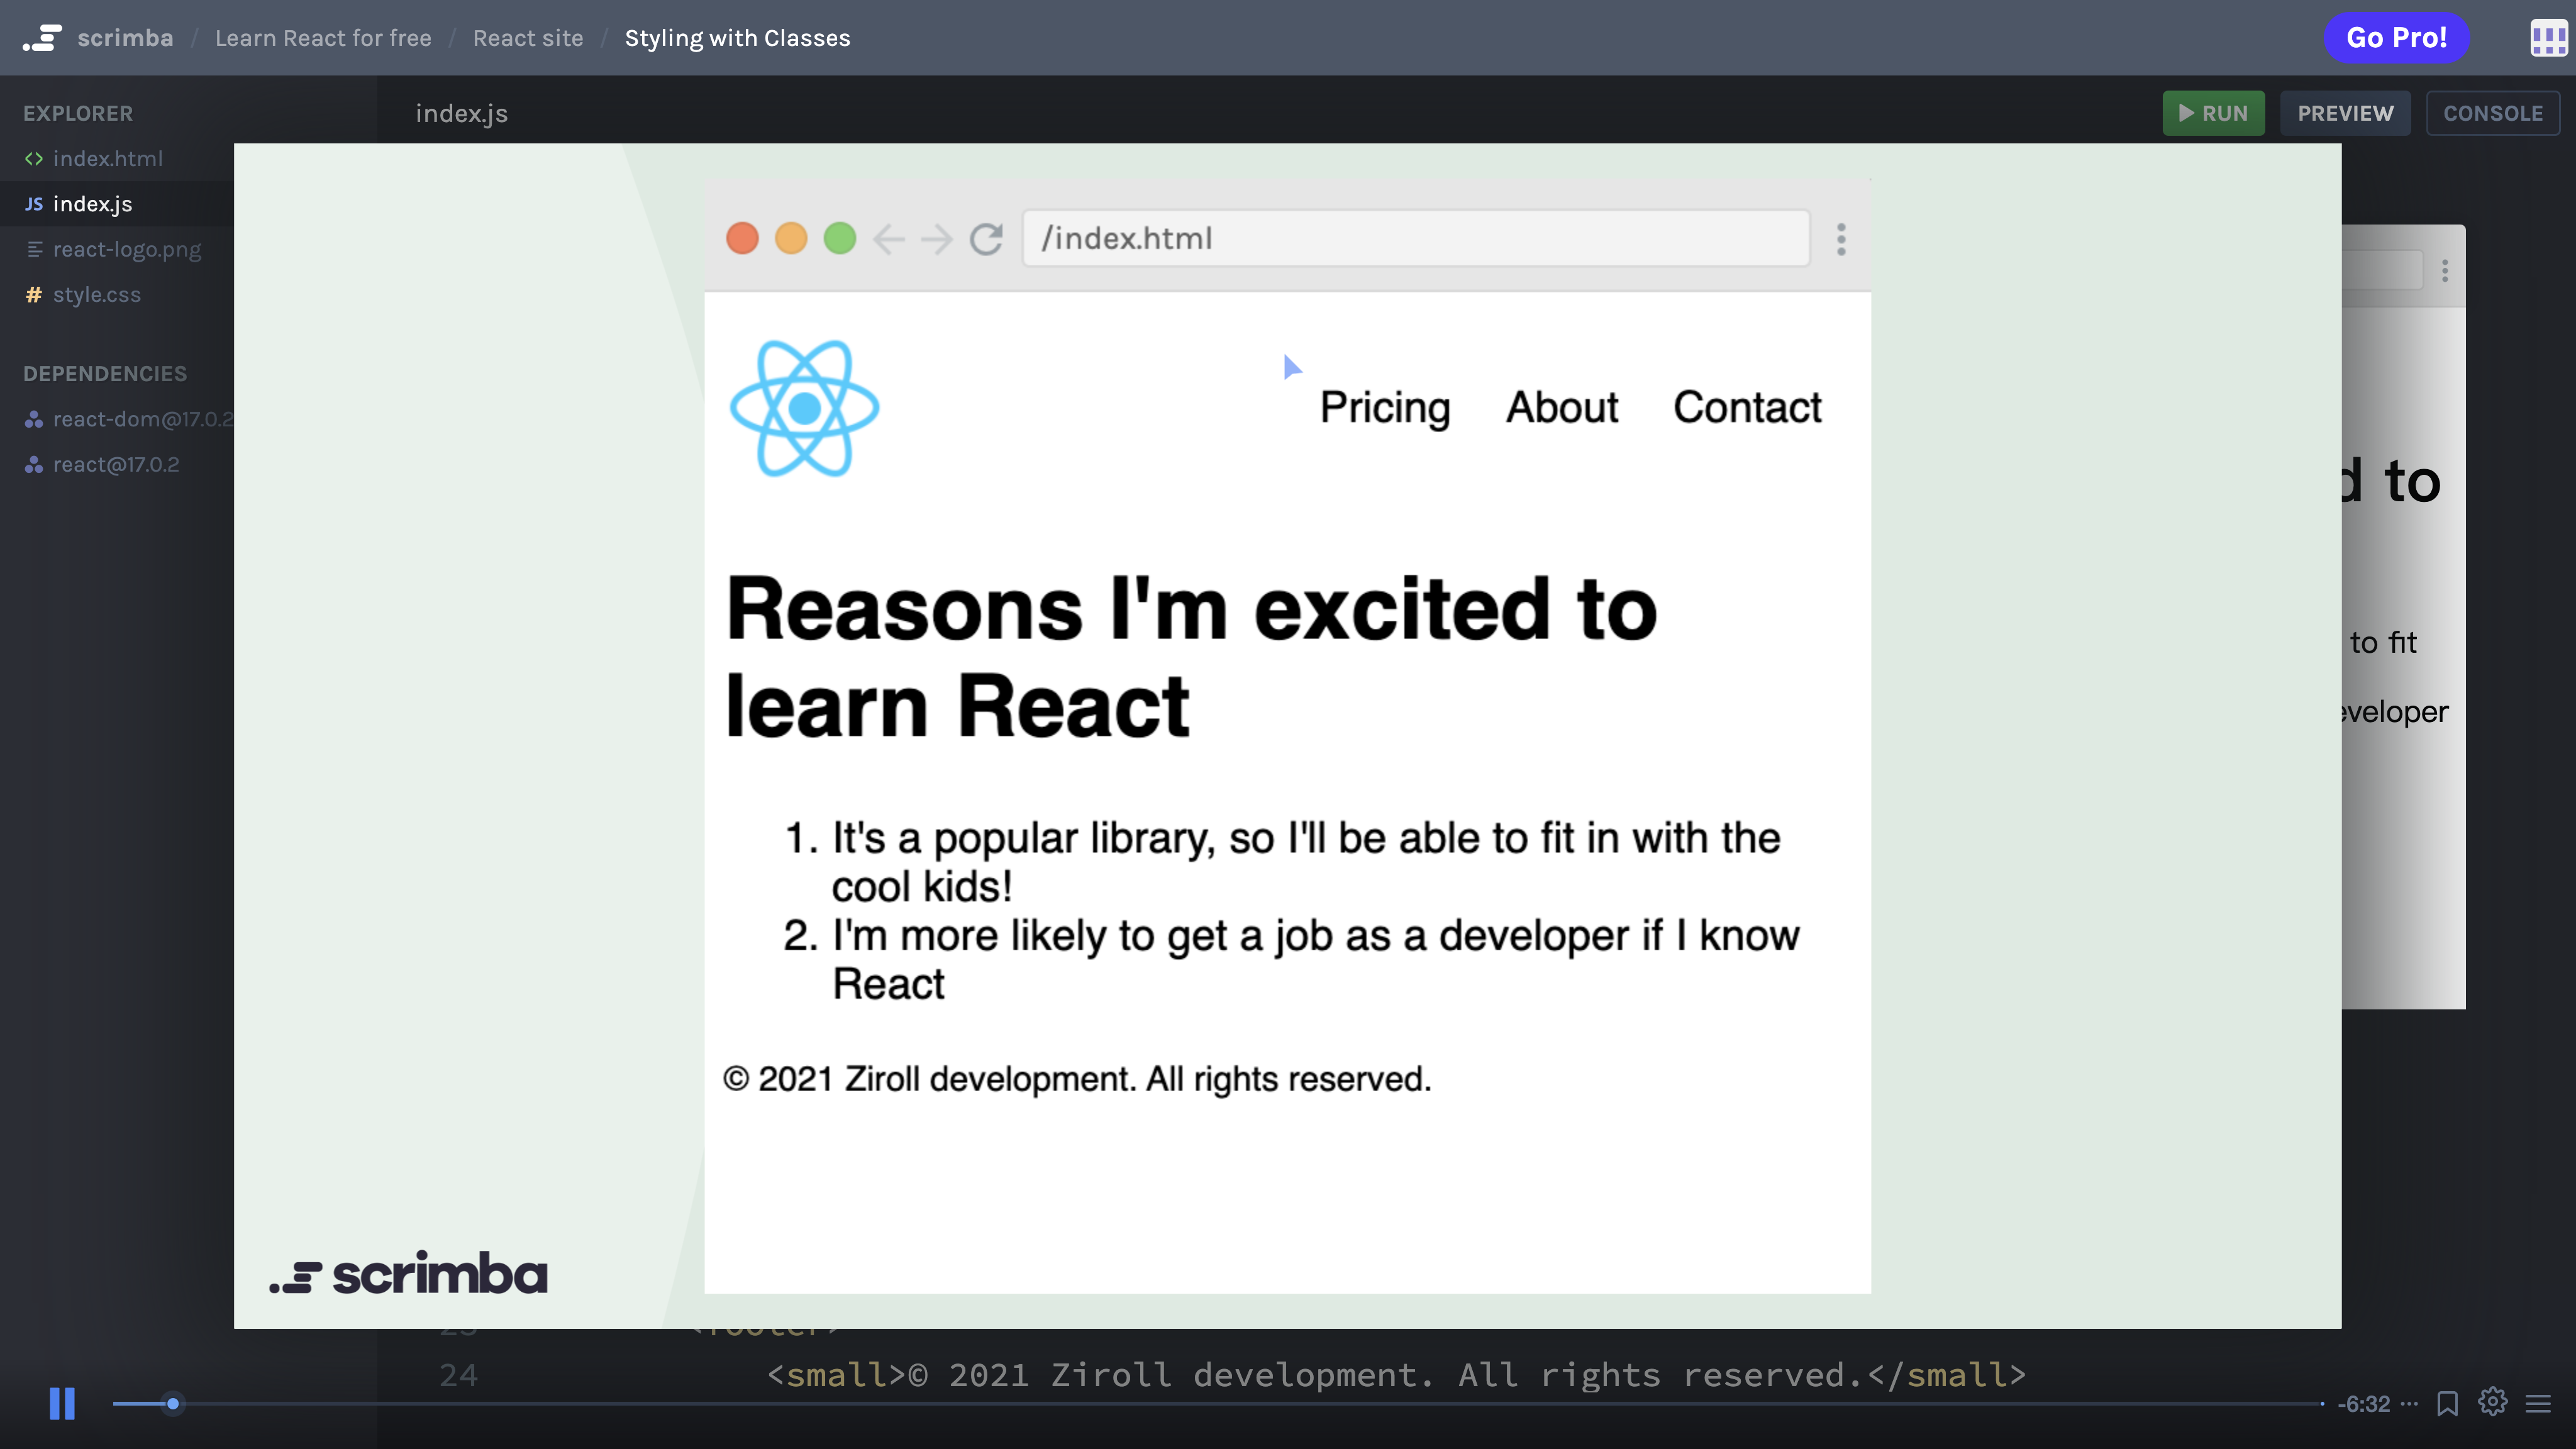 scrimba / Learn React for free / React site / Styling with Classes
Go Pro!
EXPLORER
index.html
JS index.js
react-logo.png
# style.css
DEPENDENCIES
react-dom@17.0.2
react@17.0.2
index.js
RUN
PREVIEW
CONSOLE
/index.html
Pricing
About
Contact
Reasons I'm excited to
learn React
1. It's a popular library, so I'll be able to fit in with the
cool kids!
2. I'm more likely to get a job as a developer if I know
React
© 2021 Ziroll development. All rights reserved.
scrimba
to
to fit
24 <small>© 2021 Ziroll development. All rights reserved.</small>
-6:32